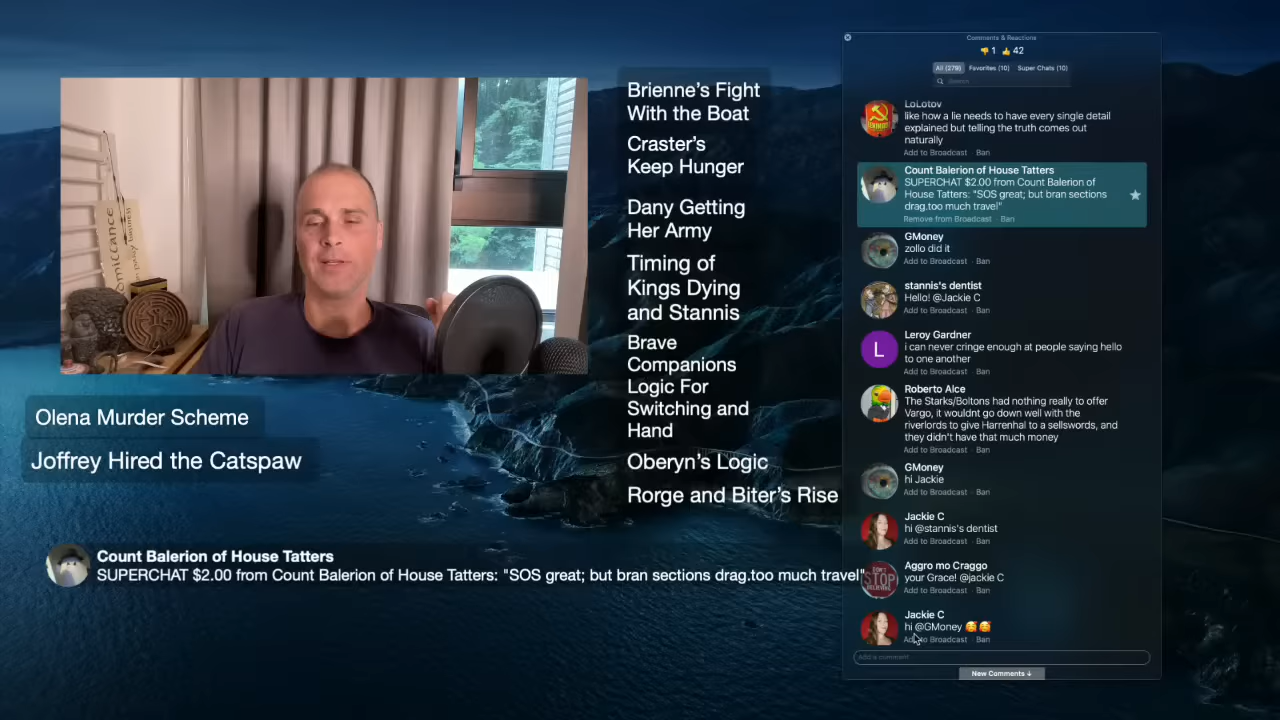 Brienne's Fight
With the Boat
Craster's
Keep Hunger
Dany Getting
Her Army
Timing of
Kings Dying
and Stannis
Brave
Companions
Logic For
Switching and
Hand
Oberyn's Logic
Rorge and Biter's Rise
Olena Murder Scheme
Joffrey Hired the Catspaw
Count Balerion of House Tatters
SUPERCHAT $2.00 from Count Balerion of House Tatters: "SOS great; but bran sections drag.too much travel"
Comments & Reactions
👎 1 👍 42
All (279) Favorites (10) Super Chats (10)
Search
LoLotov
like how a lie needs to have every single detail
explained but telling the truth comes out
naturally
Add to Broadcast · Ban
Count Balerion of House Tatters
SUPERCHAT $2.00 from Count Balerion of
House Tatters: "SOS great; but bran sections
drag.too much travel"
Remove from Broadcast · Ban
GMoney
zollo did it
Add to Broadcast · Ban
stannis's dentist
Hello! @Jackie C
Add to Broadcast · Ban
L
Leroy Gardner
i can never cringe enough at people saying hello
to one another
Add to Broadcast · Ban
Roberto Alce
The Starks/Boltons had nothing really to offer
Vargo, it wouldnt go down well with the
riverlords to give Harrenhal to a sellswords, and
they didn't have that much money
Add to Broadcast · Ban
GMoney
hi Jackie
Add to Broadcast · Ban
Jackie C
hi @stannis's dentist
Add to Broadcast · Ban
DON'T
STOP
BELIEVING
Aggro mo Craggo
your Grace! @jackie C
Add to Broadcast · Ban
Jackie C
hi @GMoney 🥰🥰
Add to Broadcast · Ban
Add a comment
New Comments ↓